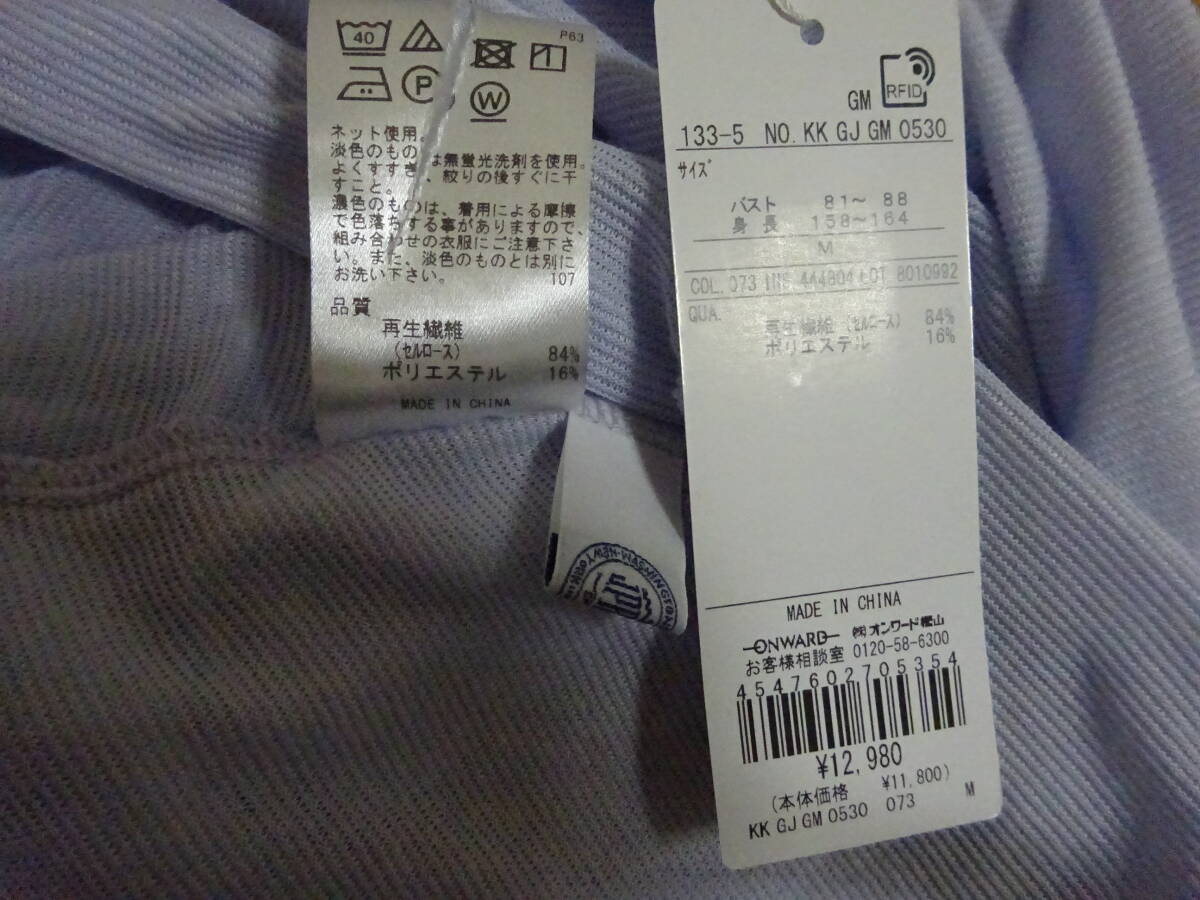 40
P63
P
W
ネット使用。
淡色のものは無蛍光洗剤を使用。
よくすすぎ、絞りの後すぐに干
すこと。
濃色のものは、着用による摩擦
で色落ちする事がありますので、
組み合わせの衣服にご注意下さ
い。また、淡色のものとは別に
お洗い下さい。
107
品質
再生繊維
(セルロース) 84%
ポリエステル 16%
MADE IN CHINA
GM RFID
133-5 NO. KK GJ GM 0530
サイズ
バスト 81〜 88
身長 158〜164
M
COL. 073 INS 444804 LOT 8010992
QUA.
再生繊維 (セルロース) 84%
ポリエステル 16%
MADE IN CHINA
ONWARD ㈱オンワード樫山
お客様相談室 0120-58-6300
4547602705354
¥12,980
(本体価格 ¥11,800)
KK GJ GM 0530 073 M